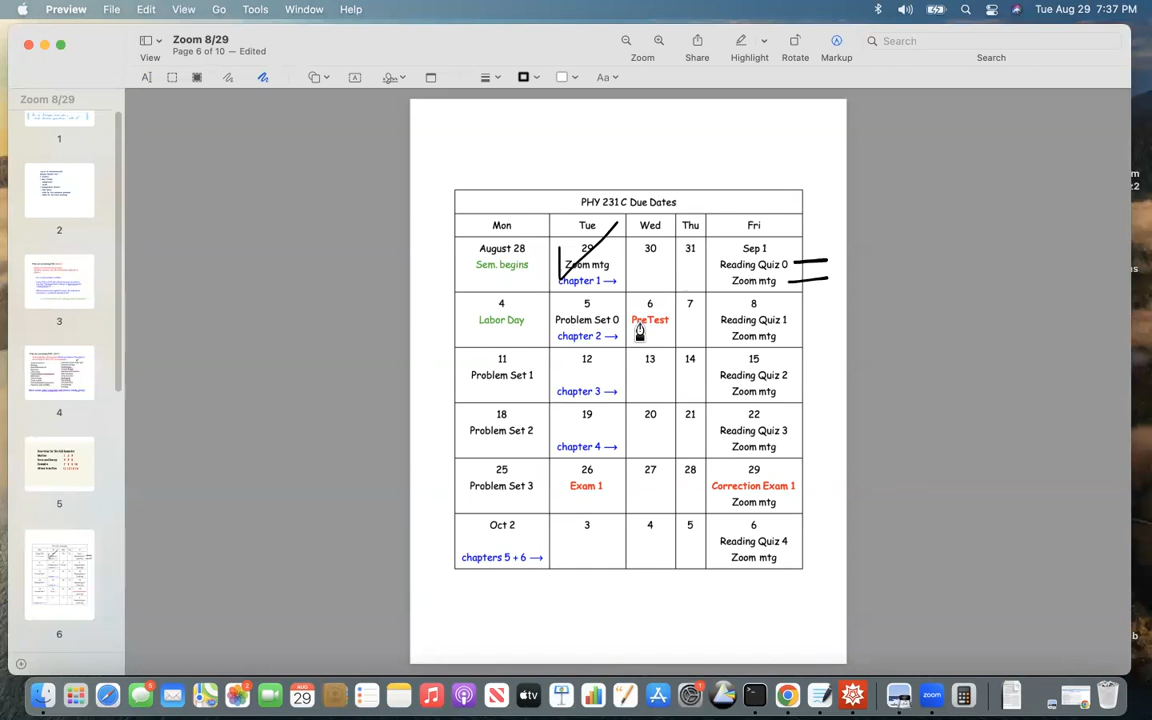 Preview File Edit View Go Tools Window Help Tue Aug 29 7:37 PM
Zoom 8/29
Page 6 of 10 — Edited
View Zoom Share Highlight Rotate Markup Search
Search
Aa
Zoom 8/29
1
2
3
4
5
6
PHY 231 C Due Dates
Mon Tue Wed Thu Fri
August 28 29 30 31 Sep 1
Sem. begins Zoom mtg Reading Quiz 0
chapter 1 → Zoom mtg
4 5 6 7 8
Labor Day Problem Set 0 PreTest Reading Quiz 1
chapter 2 → Zoom mtg
11 12 13 14 15
Problem Set 1 Reading Quiz 2
chapter 3 → Zoom mtg
18 19 20 21 22
Problem Set 2 Reading Quiz 3
chapter 4 → Zoom mtg
25 26 27 28 29
Problem Set 3 Exam 1 Correction Exam 1
Zoom mtg
Oct 2 3 4 5 6
Reading Quiz 4
chapters 5 + 6 → Zoom mtg
AUG
29
tv
zoom